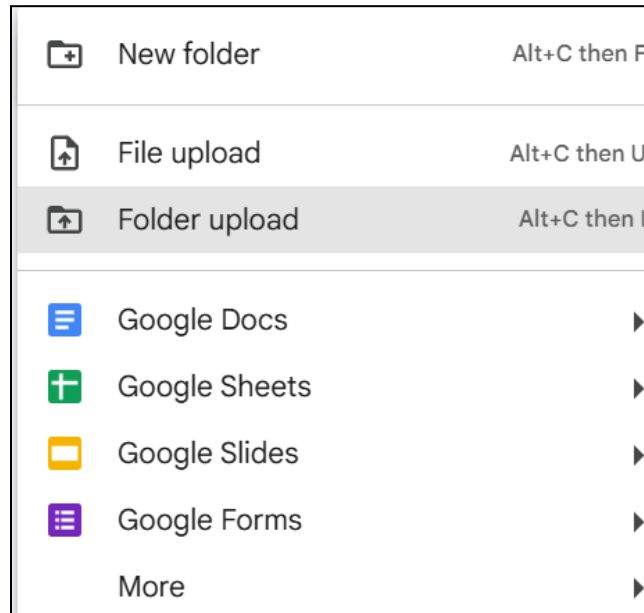 New folder Alt+C then F
File upload Alt+C then U
Folder upload Alt+C then
Google Docs
Google Sheets
Google Slides
Google Forms
More